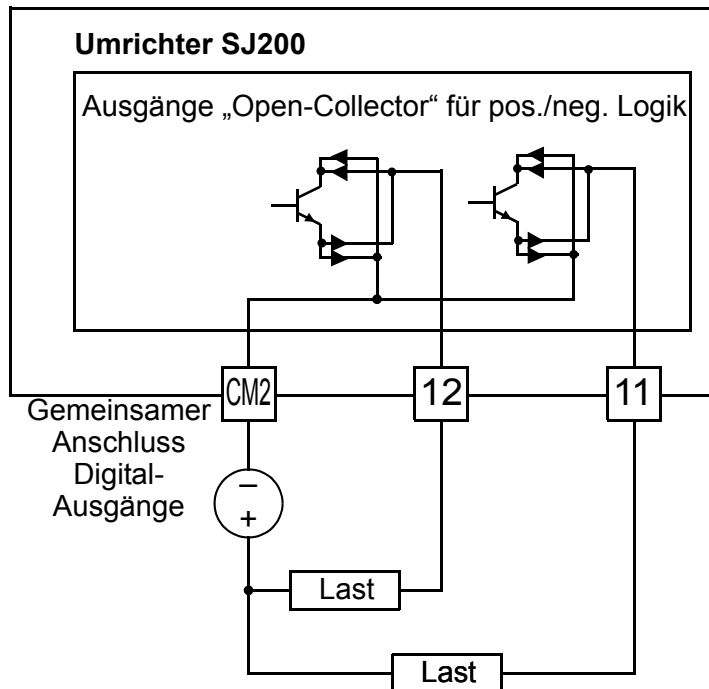 Umrichter SJ200
Ausgänge „Open-Collector“ für pos./neg. Logik
CM2
12
11
Gemeinsamer
Anschluss
Digital-
Ausgänge
–
+
Last
Last